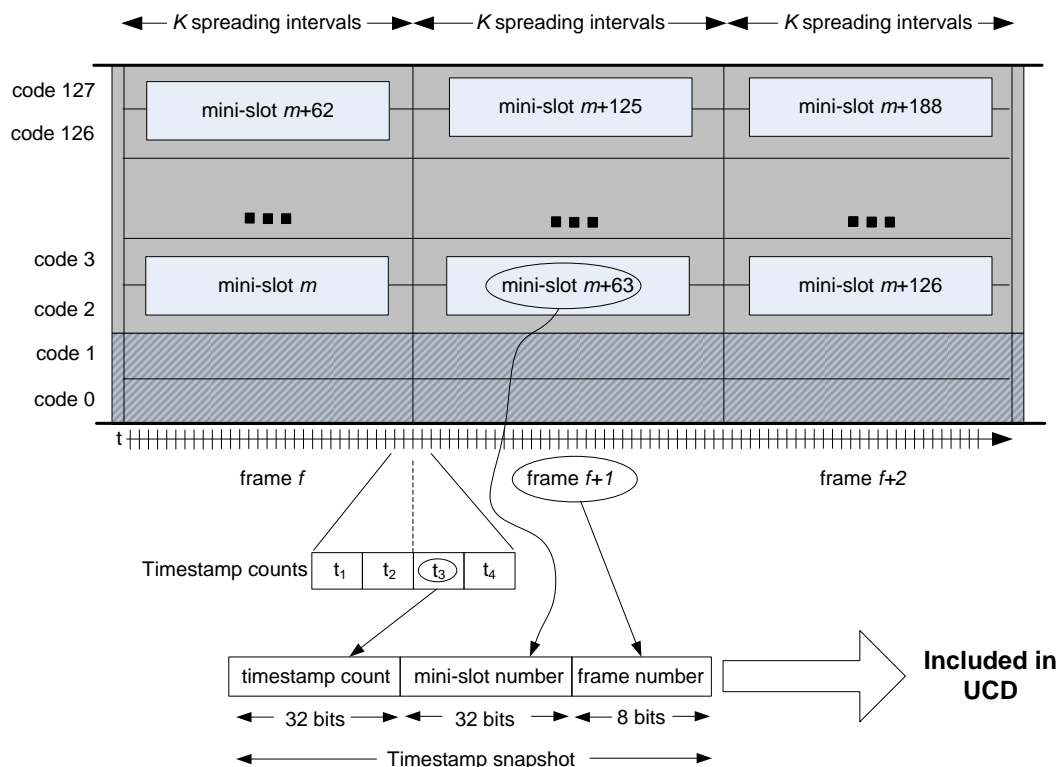 K spreading intervals K spreading intervals K spreading intervals
code 127
mini-slot m+62 mini-slot m+125 mini-slot m+188
code 126
code 3
mini-slot m mini-slot m+63 mini-slot m+126
code 2
code 1
code 0
t
frame f frame f+1 frame f+2
Timestamp counts t1 t2 t3 t4
timestamp count mini-slot number frame number
Included in
UCD
32 bits 32 bits 8 bits
Timestamp snapshot